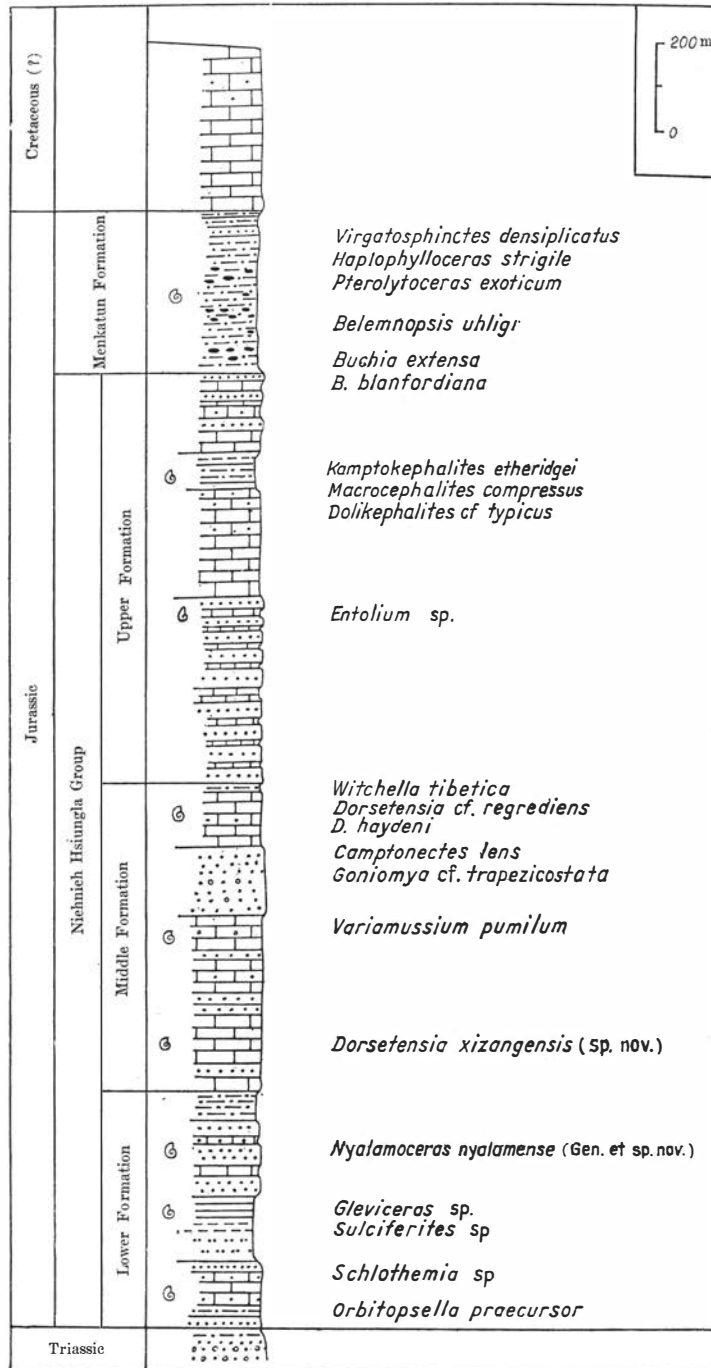 200 m
0
Cretaceous (?)
Virgatosphinctes densiplicatus
Haplophylloceras strigile
Pterolytoceras exoticum
Menkatun Formation
Belemnopsis uhligi
Buchia extensa
B. blanfordiana
Kamptokephalites etheridgei
Macrocephalites compressus
Dolikephalites cf typicus
Upper Formation
Entolium sp.
Jurassic
Niehnieh Hsiungla Group
Witchella tibetica
Dorsetensia cf. regrediens
D. haydeni
Camptonectes lens
Goniomya cf. trapezicostata
Middle Formation
Variamussium pumilum
Dorsetensia xizangensis (sp. nov.)
Nyalamoceras nyalamense (Gen. et sp. nov.)
Lower Formation
Gleviceras sp.
Sulciferites sp
Schlothemia sp
Orbitopsella praecursor
Triassic